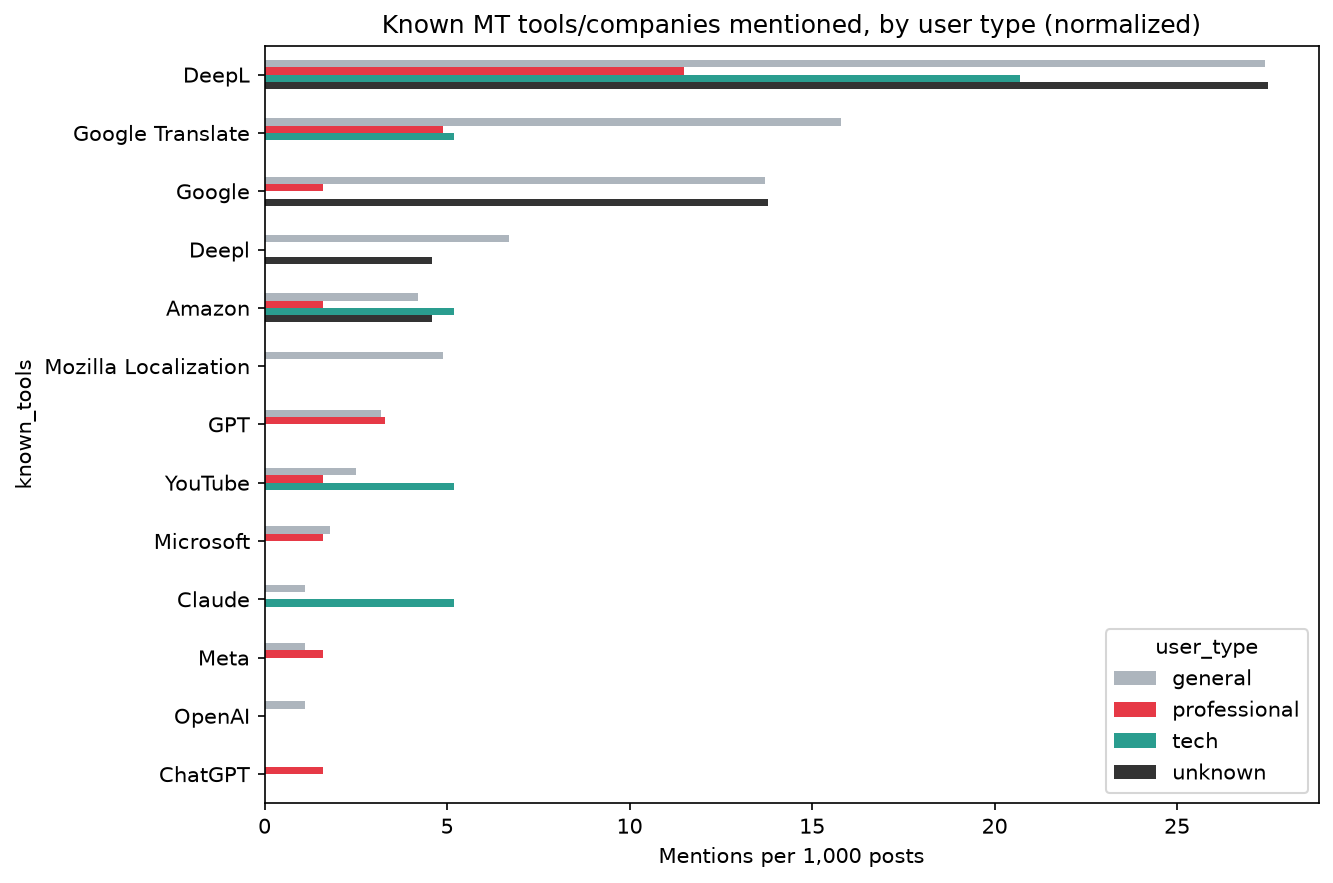 Known MT tools/companies mentioned, by user type (normalized)
DeepL
Google Translate
Google
Deepl
Amazon
Mozilla Localization
GPT
YouTube
Microsoft
Claude
Meta
OpenAI
ChatGPT
known_tools
0 5 10 15 20 25
Mentions per 1,000 posts
user_type
general
professional
tech
unknown